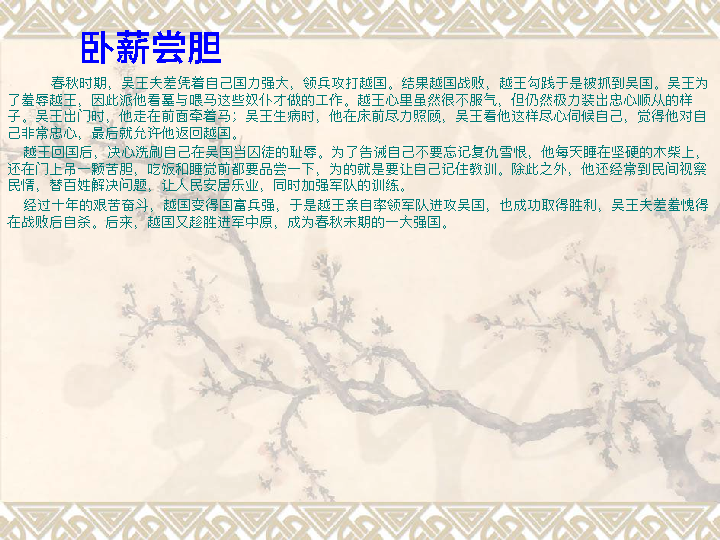 卧薪尝胆
春秋时期，吴王夫差凭着自己国力强大，领兵攻打越国。结果越国战败，越王勾践于是被抓到吴国。吴王为
了羞辱越王，因此派他看墓与喂马这些奴仆才做的工作。越王心里虽然很不服气，但仍然极力装出忠心顺从的样
子。吴王出门时，他走在前面牵着马；吴王生病时，他在床前尽力照顾，吴王看他这样尽心伺候自己，觉得他对自
己非常忠心，最后就允许他返回越国。
越王回国后，决心洗刷自己在吴国当囚徒的耻辱。为了告诫自己不要忘记复仇雪恨，他每天睡在坚硬的木柴上，
还在门上吊一颗苦胆，吃饭和睡觉前都要品尝一下，为的就是要让自己记住教训。除此之外，他还经常到民间视察
民情，替百姓解决问题，让人民安居乐业，同时加强军队的训练。
经过十年的艰苦奋斗，越国变得国富兵强，于是越王亲自率领军队进攻吴国，也成功取得胜利，吴王夫差羞愧得
在战败后自杀。后来，越国又趁胜进军中原，成为春秋末期的一大强国。